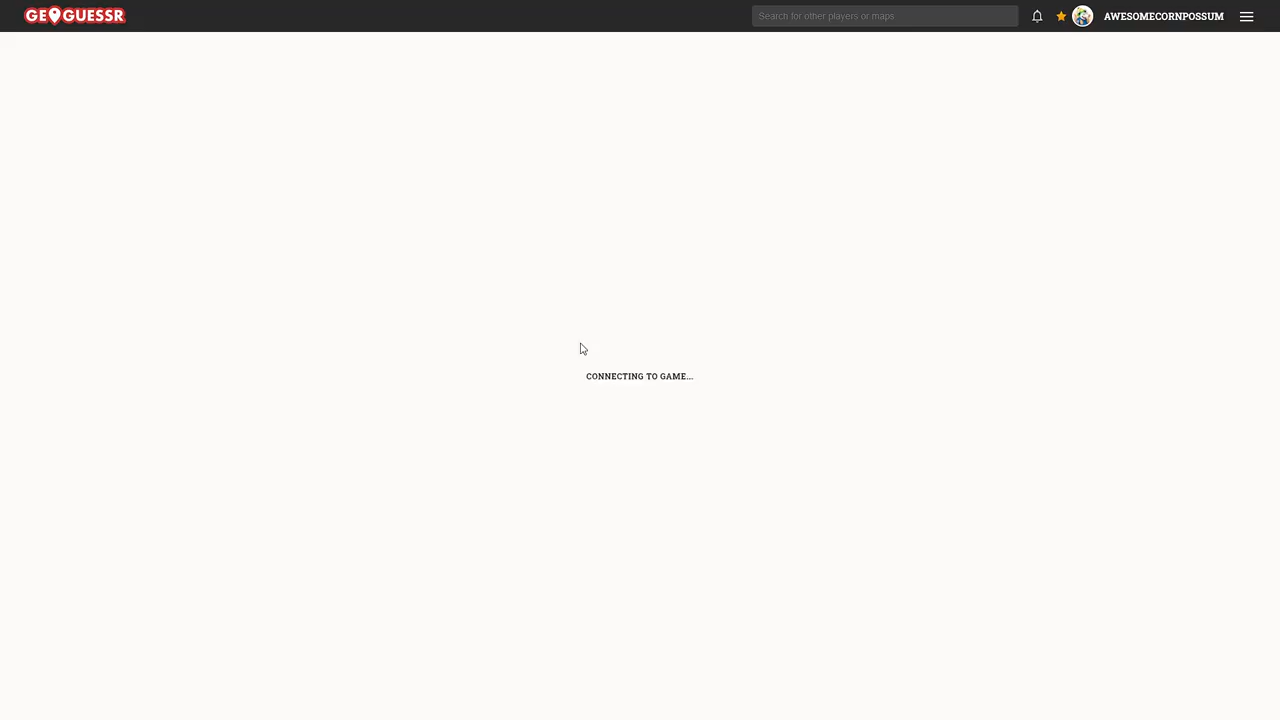 GEOGUESSR
Search for other players or maps
AWESOMECORNPOSSUM
CONNECTING TO GAME...